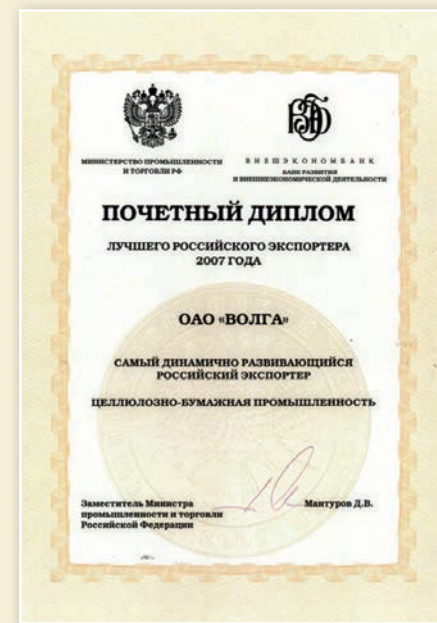 МИНИСТЕРСТВО ПРОМЫШЛЕННОСТИ
И ТОРГОВЛИ РФ
ВНЕШЭКОНОМБАНК
БАНК РАЗВИТИЯ
И ВНЕШНЕЭКОНОМИЧЕСКОЙ ДЕЯТЕЛЬНОСТИ
ПОЧЕТНЫЙ ДИПЛОМ
ЛУЧШЕГО РОССИЙСКОГО ЭКСПОРТЕРА
2007 ГОДА
ОАО «ВОЛГА»
САМЫЙ ДИНАМИЧНО РАЗВИВАЮЩИЙСЯ
РОССИЙСКИЙ ЭКСПОРТЕР
ЦЕЛЛЮЛОЗНО-БУМАЖНАЯ ПРОМЫШЛЕННОСТЬ
Заместитель Министра
промышленности и торговли
Российской Федерации
Мантуров Д.В.